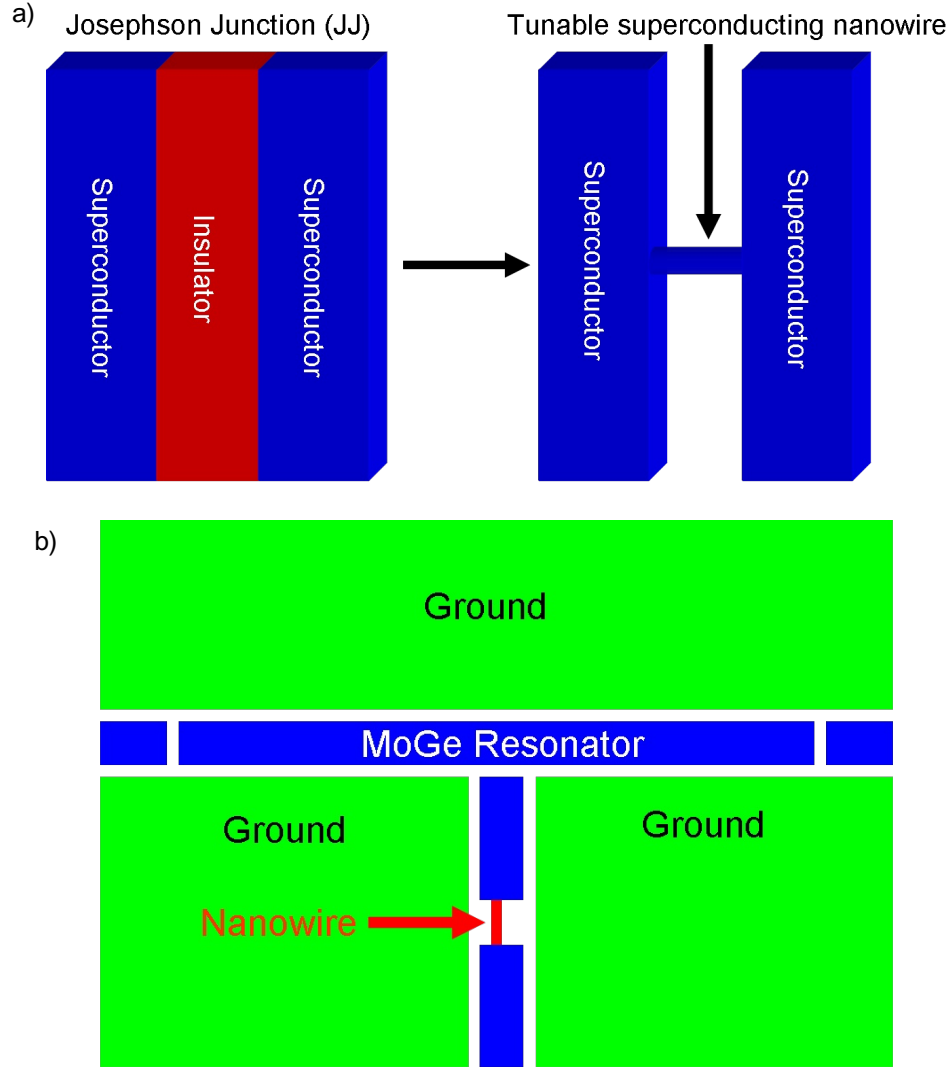 a)
Josephson Junction (JJ)
Tunable superconducting nanowire
Superconductor
Insulator
Superconductor
Superconductor
Superconductor
b)
Ground
MoGe Resonator
Ground
Ground
Nanowire